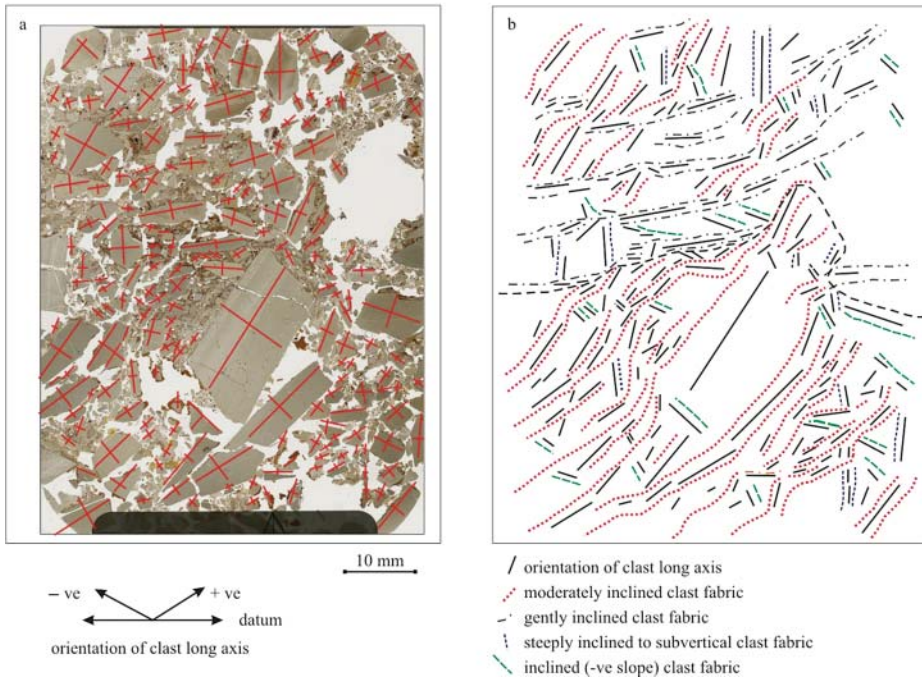 a
b
10 mm
– ve
+ ve
datum
orientation of clast long axis
orientation of clast long axis
moderately inclined clast fabric
gently inclined clast fabric
steeply inclined to subvertical clast fabric
inclined (-ve slope) clast fabric